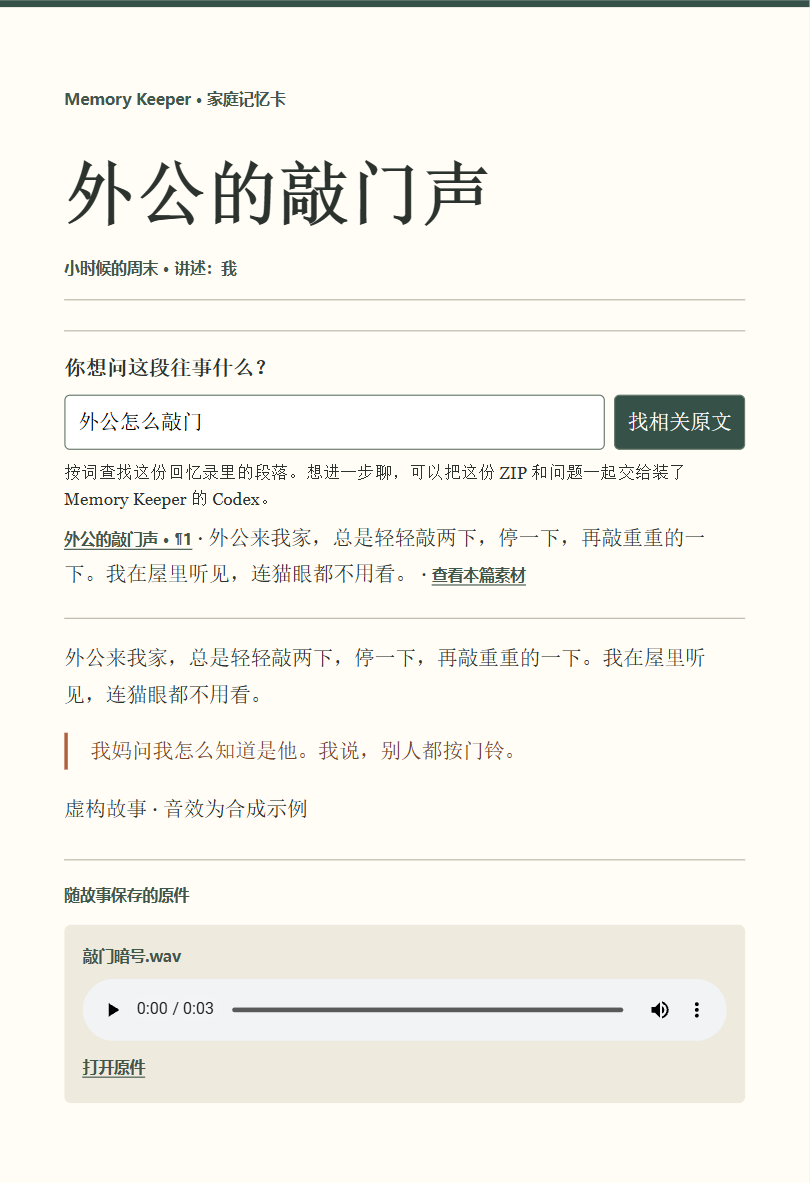 Memory Keeper • 家庭记忆卡
外公的敲门声
小时候的周末 • 讲述：我
你想问这段往事什么？
外公怎么敲门
找相关原文
按词查找这份回忆录里的段落。想进一步聊，可以把这份 ZIP 和问题一起交给装了
Memory Keeper 的 Codex。
外公的敲门声 • ¶1 · 外公来我家，总是轻轻敲两下，停一下，再敲重重的一
下。我在屋里听见，连猫眼都不用看。 · 查看本篇素材
外公来我家，总是轻轻敲两下，停一下，再敲重重的一下。我在屋里听
见，连猫眼都不用看。
我妈问我怎么知道是他。我说，别人都按门铃。
虚构故事 · 音效为合成示例
随故事保存的原件
敲门暗号.wav
0:00 / 0:03
打开原件